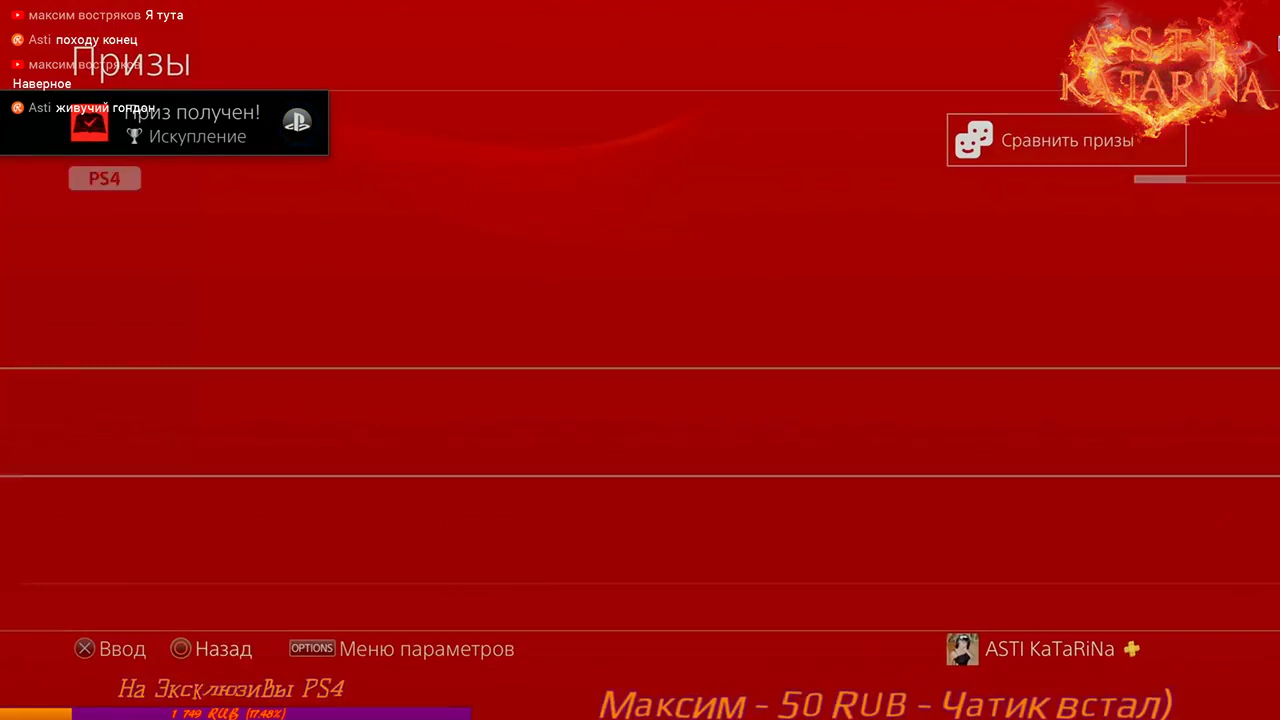 максим востряков Я тута
Asti походу конец
Призы
максим востряков
Наверное
Asti живучий гондон
Приз получен!
Искупление
ASTI
KATARINA
Сравнить призы
PS4
Ввод
Назад
OPTIONS Меню параметров
ASTI KaTaRiNa
На Эксклюзивы PS4
1 749 RUB (17.48%)
Максим - 50 RUB - Чатик встал)